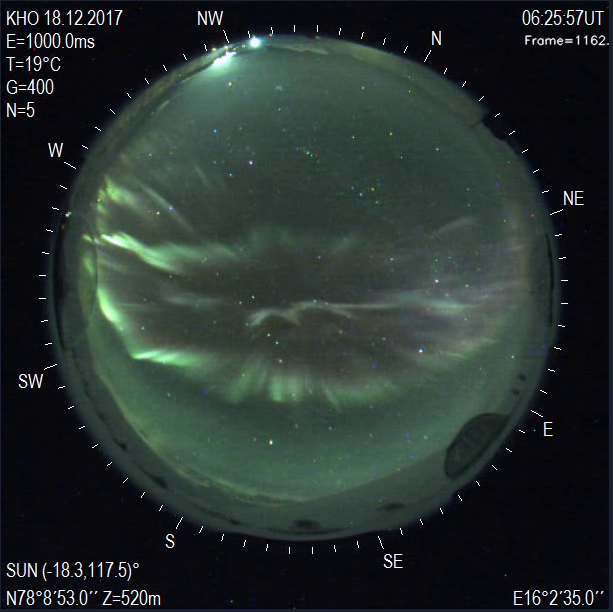 KHO 18.12.2017
E=1000.0ms
T=19°C
G=400
N=5
06:25:57UT
Frame=1162.
NW
N
W
NE
SW
E
S
SE
SUN (-18.3,117.5)°
N78°8'53.0'' Z=520m
E16°2'35.0''